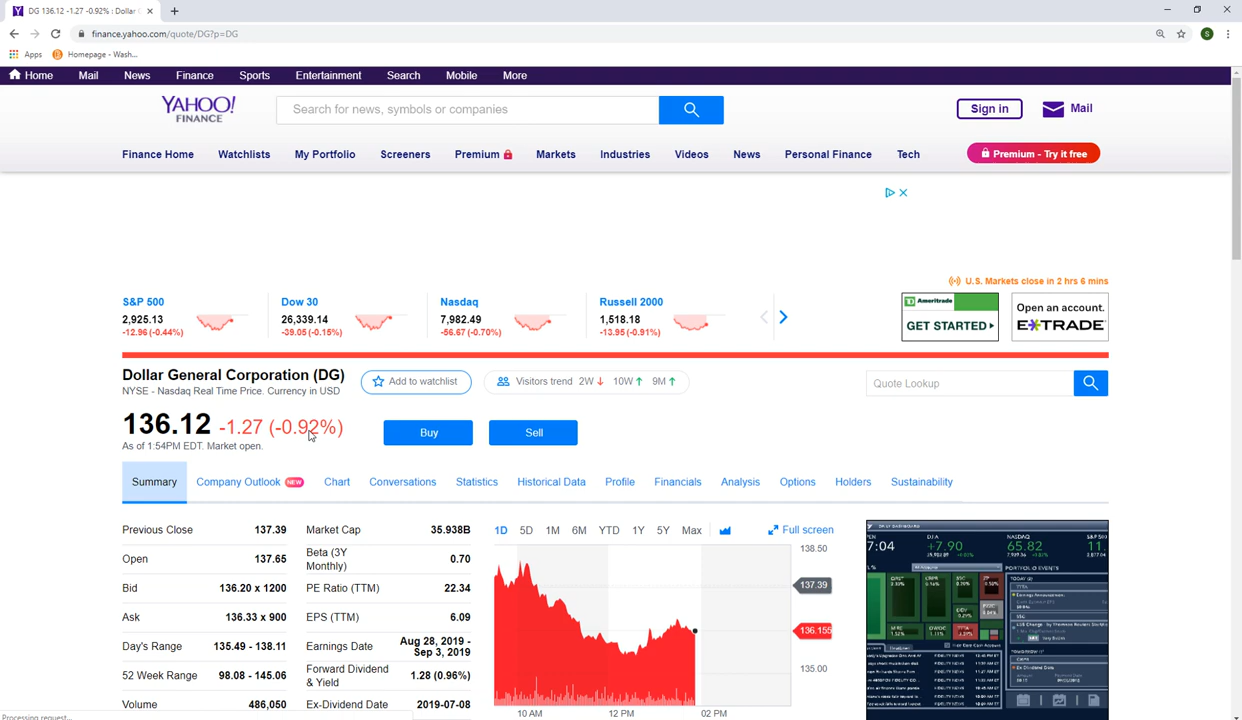 DG 136.12 -1.27 -0.92% : Dollar G
finance.yahoo.com/quote/DG?p=DG
S
Apps Homepage - Wash...
Home Mail News Finance Sports Entertainment Search Mobile More
YAHOO!
FINANCE
Search for news, symbols or companies
Sign in Mail
Finance Home Watchlists My Portfolio Screeners Premium Markets Industries Videos News Personal Finance Tech Premium - Try it free
U.S. Markets close in 2 hrs 6 mins
S&P 500
2,925.13
-12.96 (-0.44%)
Dow 30
26,339.14
-39.05 (-0.15%)
Nasdaq
7,982.49
-56.67 (-0.70%)
Russell 2000
1,518.18
-13.95 (-0.91%)
Ameritrade
GET STARTED
Open an account.
E*TRADE
Dollar General Corporation (DG)
NYSE - Nasdaq Real Time Price. Currency in USD
Add to watchlist
Visitors trend 2W ↓ 10W ↑ 9M ↑
Quote Lookup
136.12 -1.27 (-0.92%)
As of 1:54PM EDT. Market open.
Buy Sell
Summary Company Outlook NEW Chart Conversations Statistics Historical Data Profile Financials Analysis Options Holders Sustainability
Previous Close 137.39
Open 137.65
Bid 136.20 x 1200
Ask 136.33 x 900
Day's Range 135.49 - 138.11
52 Week Range 98.08 -
Volume
Market Cap 35.938B
Beta (3Y
Monthly) 0.70
PE Ratio (TTM) 22.34
EPS (TTM) 6.09
Earnings Date Aug 28, 2019 -
Sep 3, 2019
Forward Dividend
& Yield 1.28 (0.96%)
Ex-Dividend Date 2019-07-08
1D 5D 1M 6M YTD 1Y 5Y Max Full screen
138.50
137.39
136.155
135.00
10 AM 12 PM 02 PM
7:04
+7.90
NASDAQ
65.82
S&P 500
11.
PORTFOLIO EVENTS
Processing request...